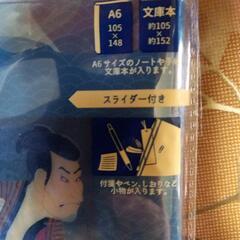 A6
105
×
148
文庫本
約105
×
約152
A6サイズのノートや
文庫本が入ります。
スライダー付き
付箋やペン、しおりなど
小物が入ります。